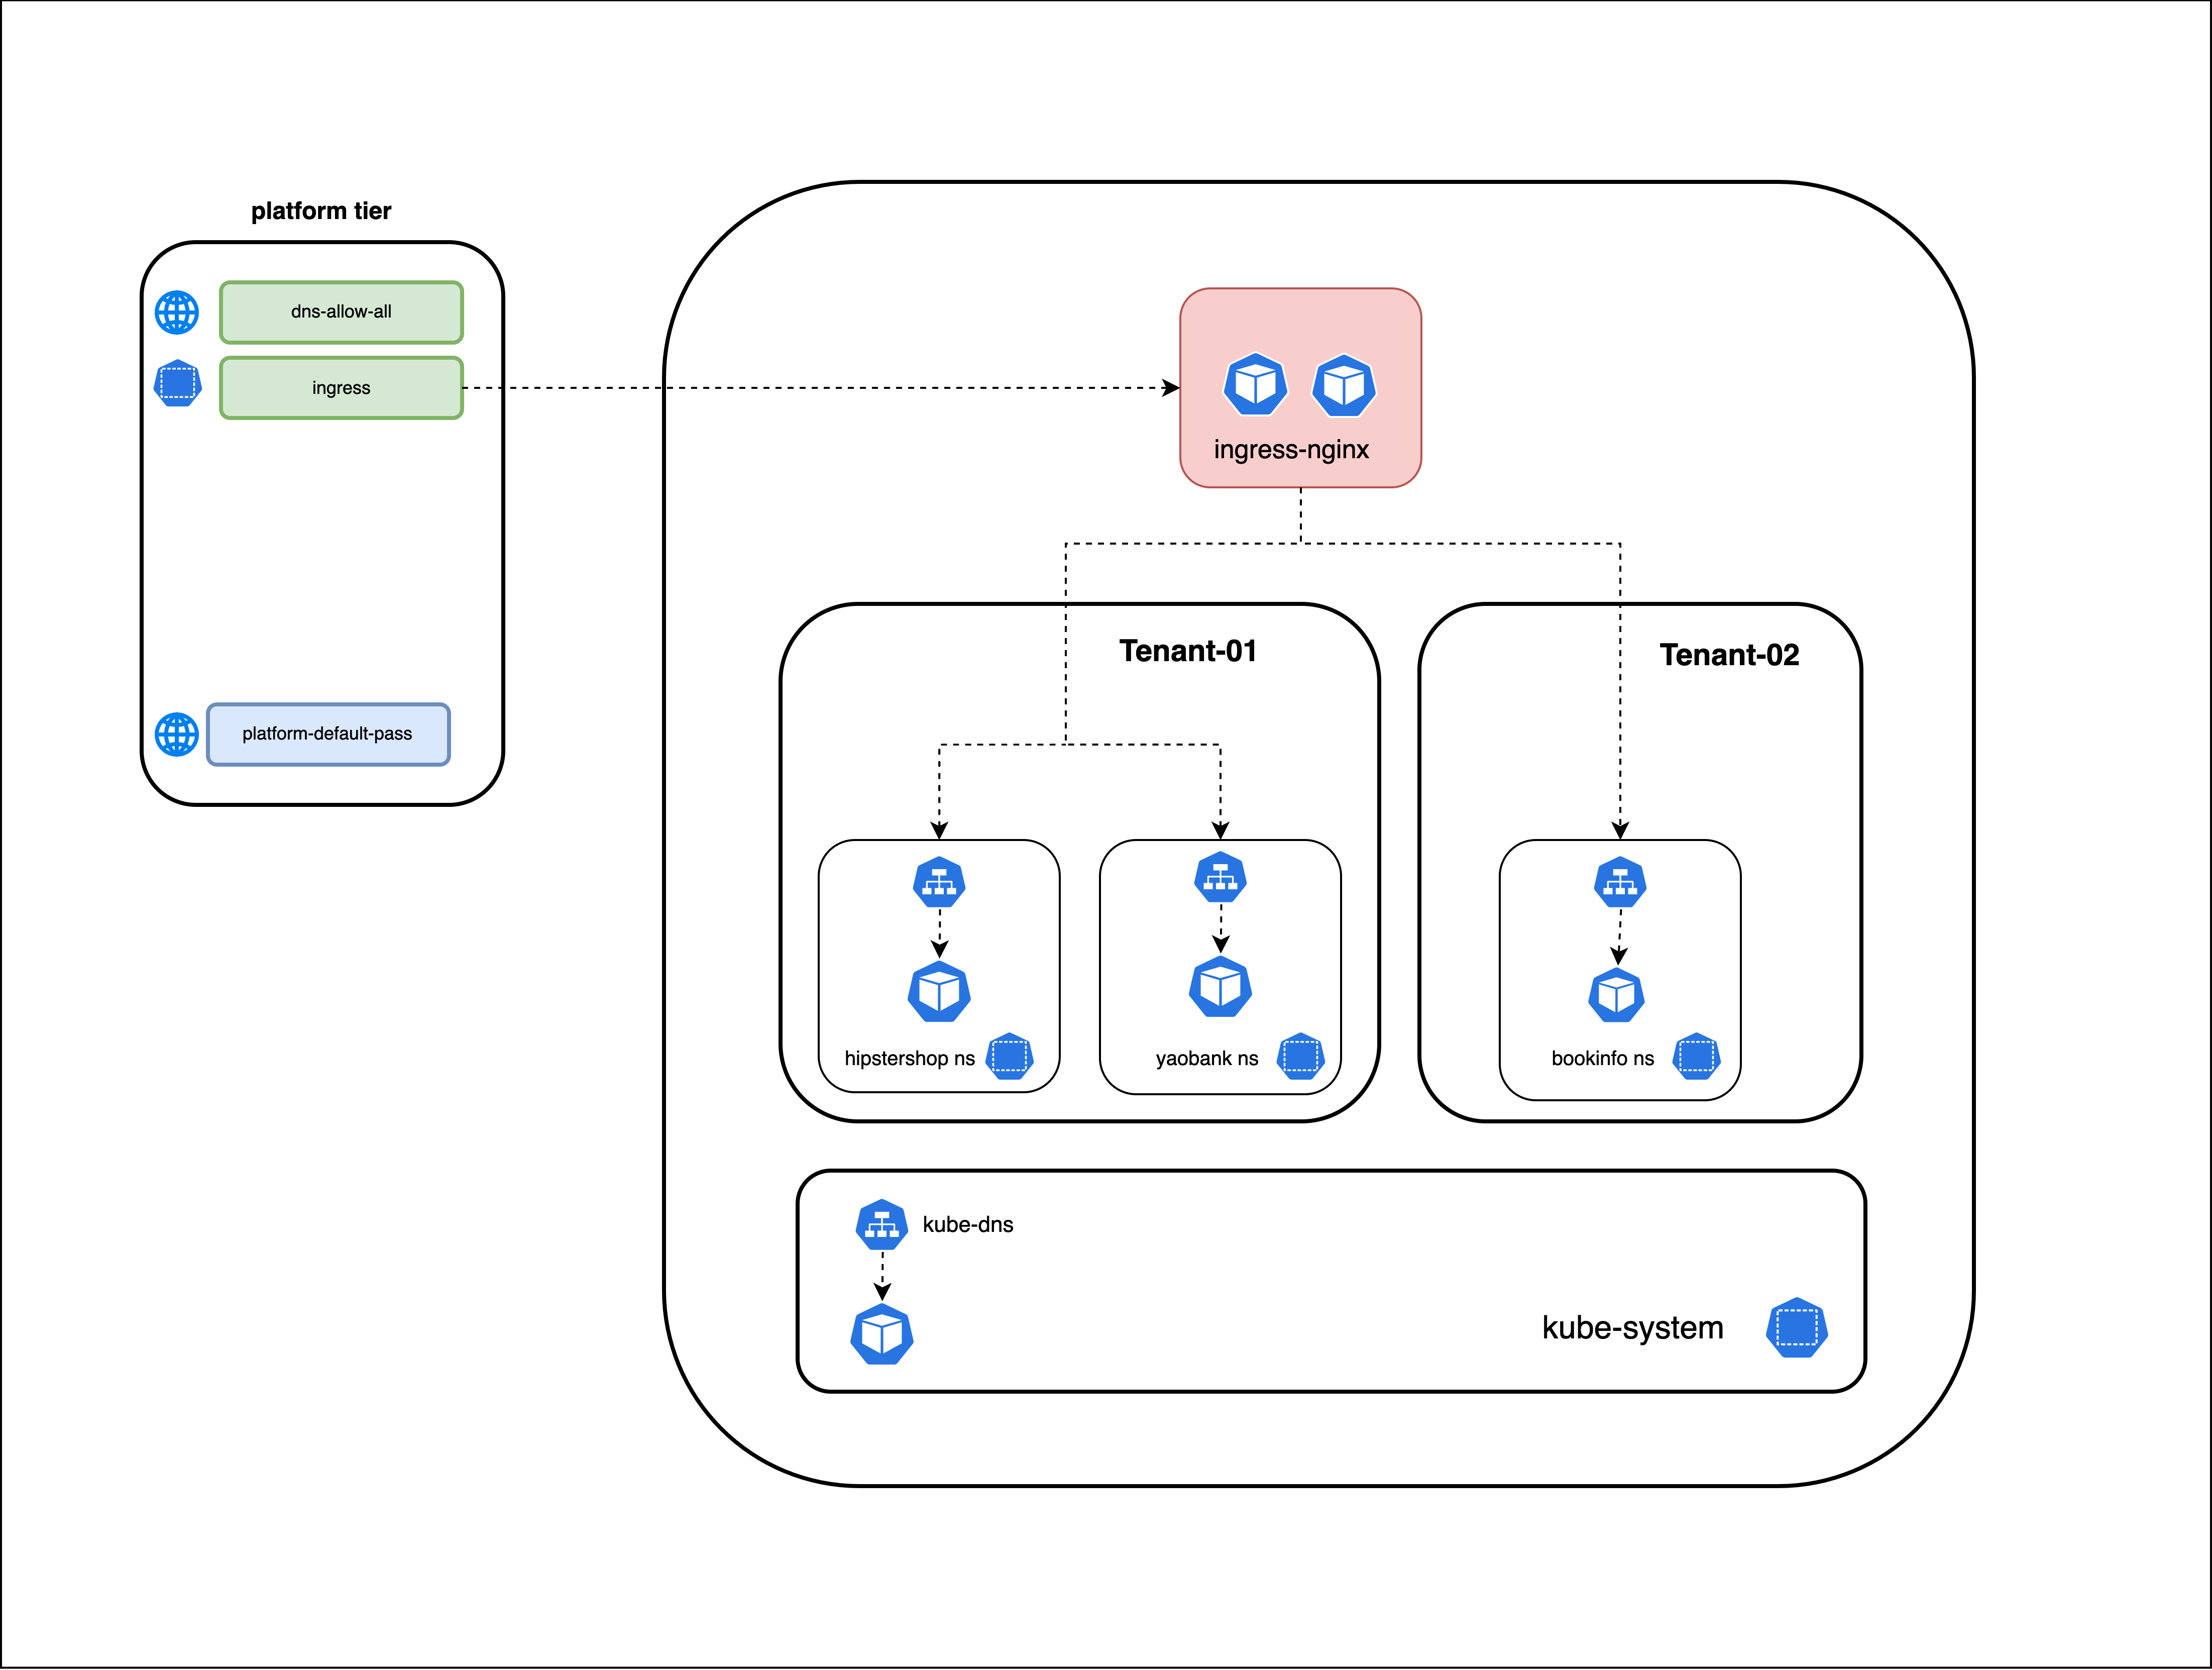 platform tier
dns-allow-all
ingress
platform-default-pass
ingress-nginx
Tenant-01
Tenant-02
hipstershop ns
yaobank ns
bookinfo ns
kube-dns
kube-system